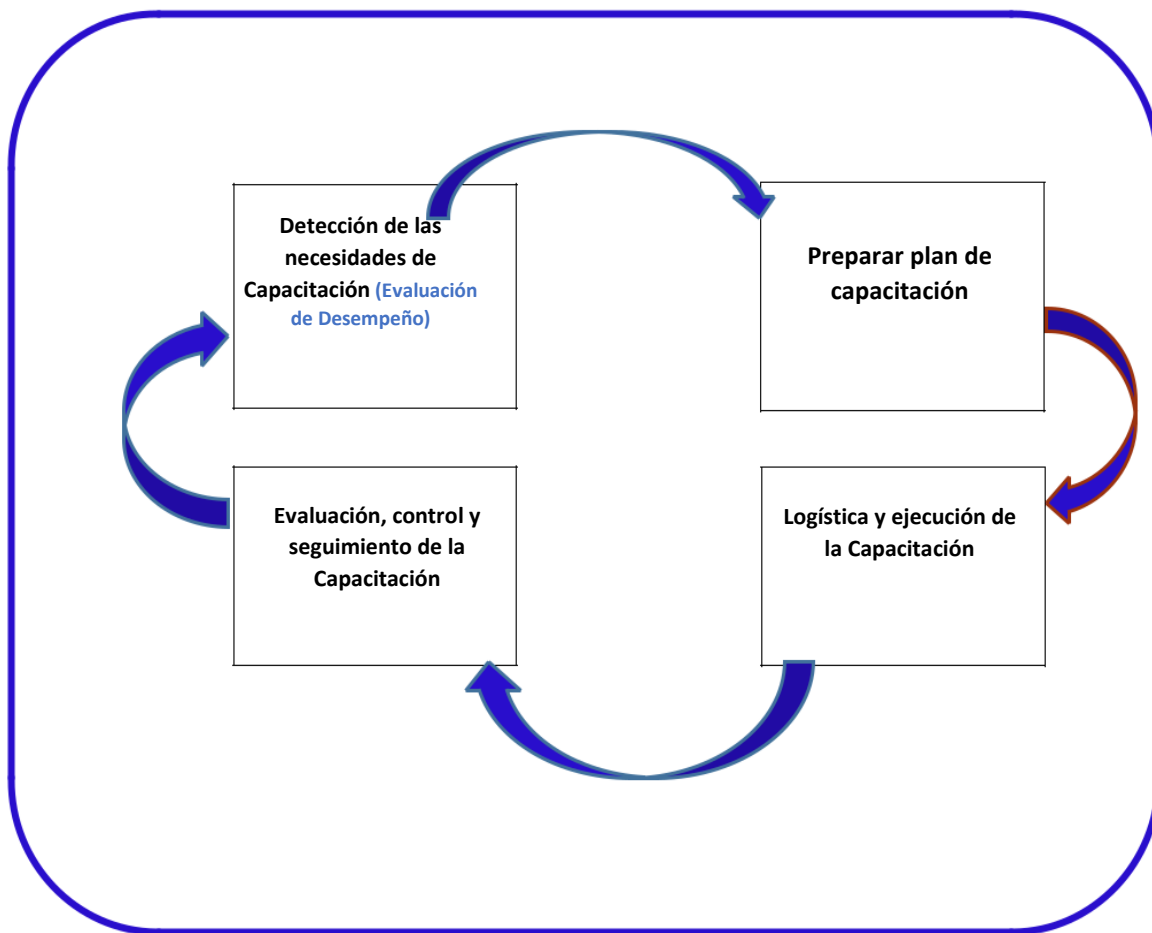 Detección de las
necesidades de
Capacitación (Evaluación
de Desempeño)
Preparar plan de
capacitación
Evaluación, control y
seguimiento de la
Capacitación
Logística y ejecución de
la Capacitación